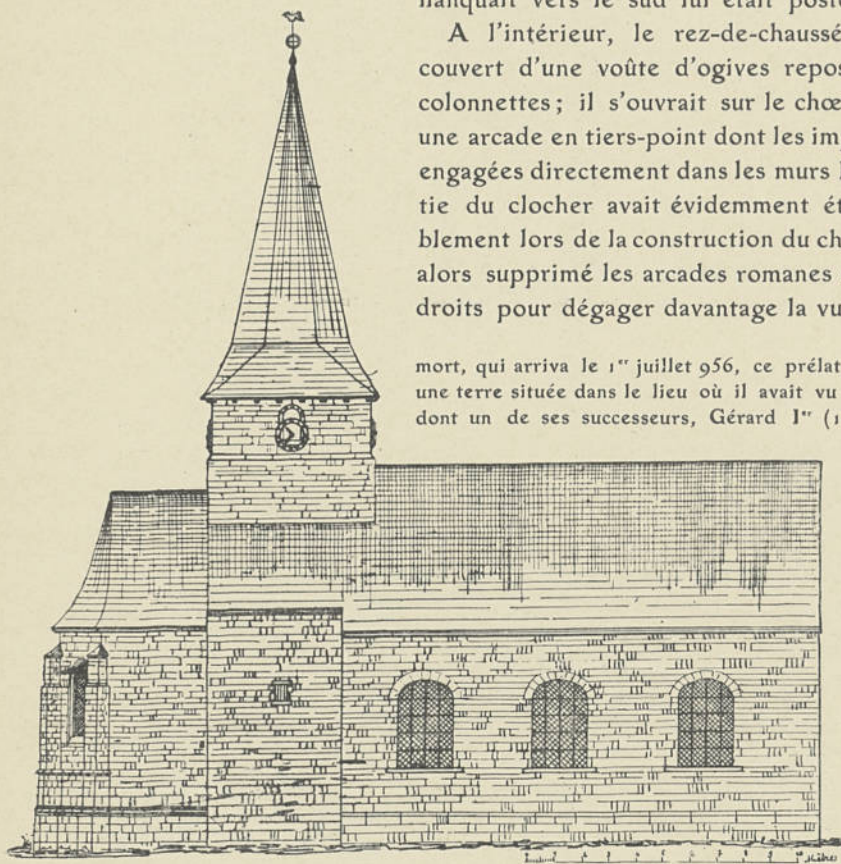 flanquait vers le sud lui était posté
A l'intérieur, le rez-de-chaussé
couvert d'une voûte d'ogives repos
colonnettes; il s'ouvrait sur le chœ
une arcade en tiers-point dont les im
engagées directement dans les murs l
tie du clocher avait évidemment ét
blement lors de la construction du ch
alors supprimé les arcades romanes
droits pour dégager davantage la vu
mort, qui arriva le 1er juillet 956, ce prélat
une terre située dans le lieu où il avait vu
dont un de ses successeurs, Gérard Ier (1